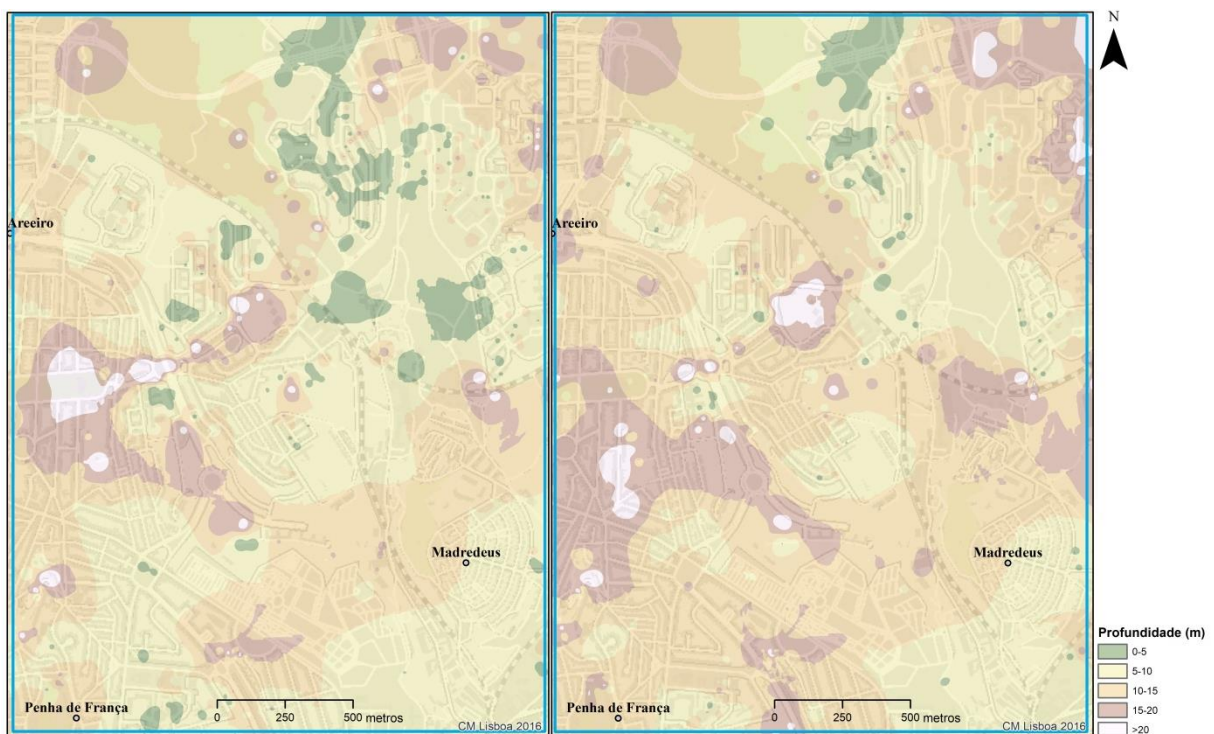 N
Areeiro
Areeiro
Madredeus
Madredeus
Penha de França
0 250 500 metros
CM Lisboa 2016
Penha de França
0 250 500 metros
CM Lisboa 2016
Profundidade (m)
0-5
5-10
10-15
15-20
>20